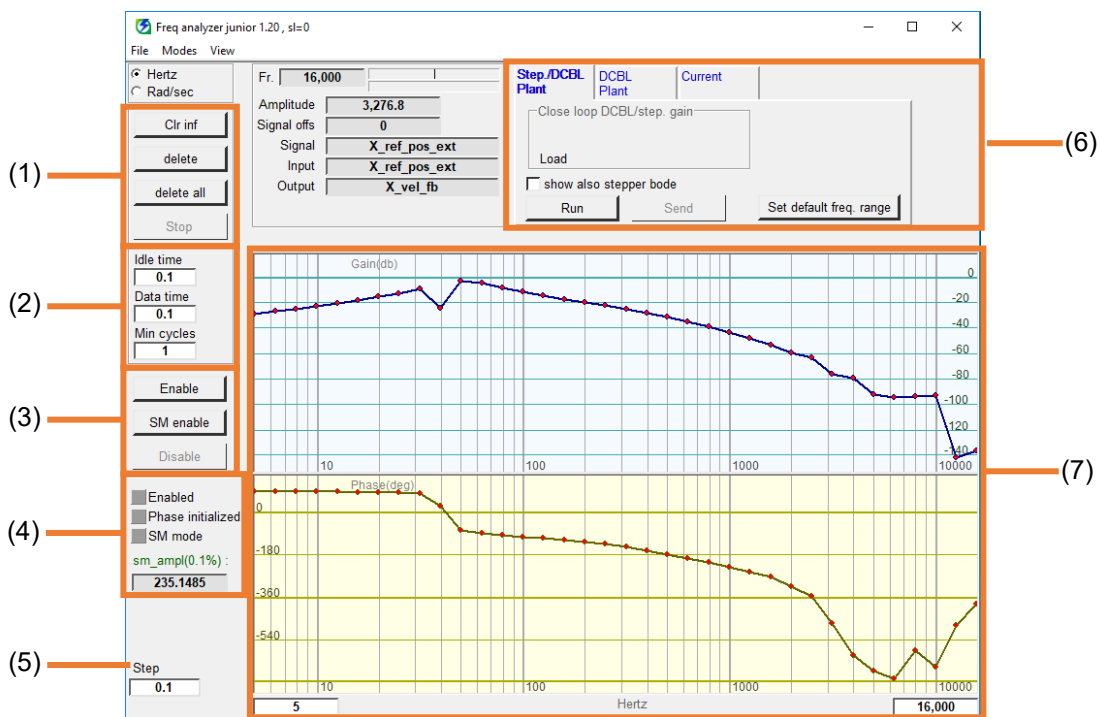 Freq analyzer junior 1.20 , sl=0
File Modes View
Hertz
Rad/sec
Fr. 16,000
Amplitude 3,276.8
Signal offs 0
Signal X_ref_pos_ext
Input X_ref_pos_ext
Output X_vel_fb
Step./DCBL Plant
DCBL Plant
Current
Close loop DCBL/step. gain
Load
show also stepper bode
Run Send Set default freq. range
(6)
(1)
Clr inf
delete
delete all
Stop
(2)
Idle time
0.1
Data time
0.1
Min cycles
1
(3)
Enable
SM enable
Disable
(4)
Enabled
Phase initialized
SM mode
sm_ampl(0.1%) :
235.1485
(5)
Step
0.1
Gain(db)
0
-20
-40
-60
-80
-100
-120
-140
10 100 1000 10000
(7)
Phase(deg)
0
-180
-360
-540
10 100 1000 10000
5 Hertz 16,000